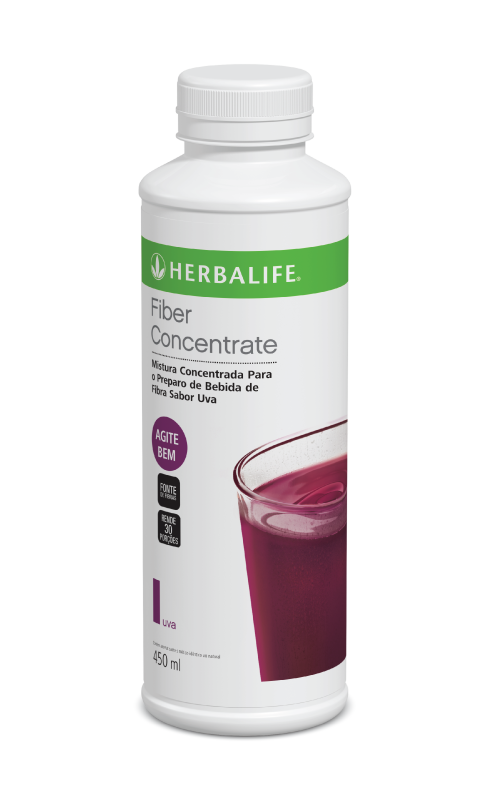 HERBALIFE
Fiber
Concentrate
Mistura Concentrada Para
o Preparo de Bebida de
Fibra Sabor Uva
AGITE
BEM
FONTE
DE FIBRAS
RENDE
30
PORÇÕES
uva
450 ml